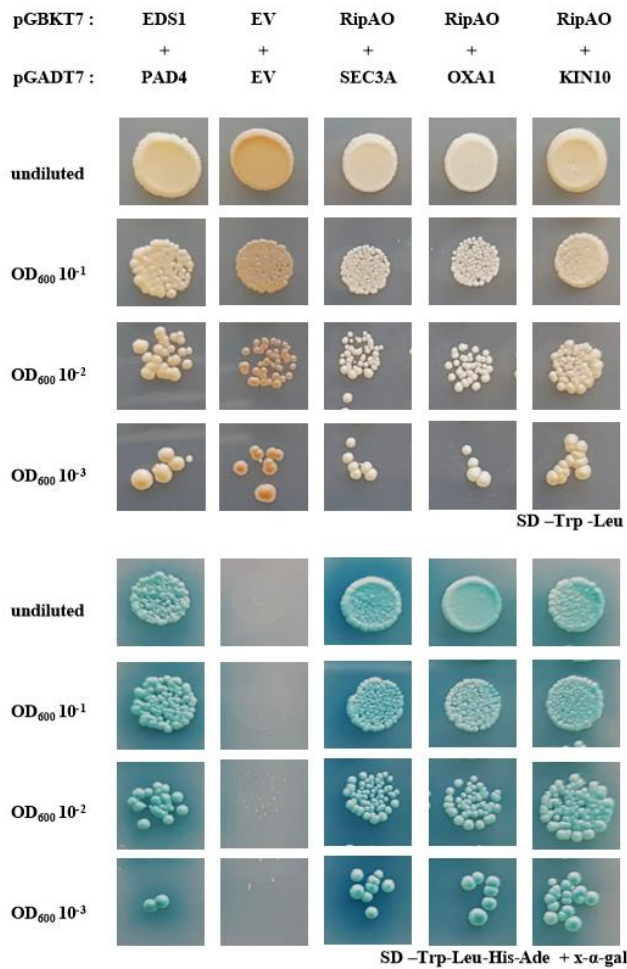 pGBKT7 : EDS1 EV RipAO RipAO RipAO
+ + + + +
pGADT7 : PAD4 EV SEC3A OXA1 KIN10
undiluted
OD₆₀₀ 10⁻¹
OD₆₀₀ 10⁻²
OD₆₀₀ 10⁻³
SD –Trp -Leu
undiluted
OD₆₀₀ 10⁻¹
OD₆₀₀ 10⁻²
OD₆₀₀ 10⁻³
SD –Trp-Leu-His-Ade + x-α-gal